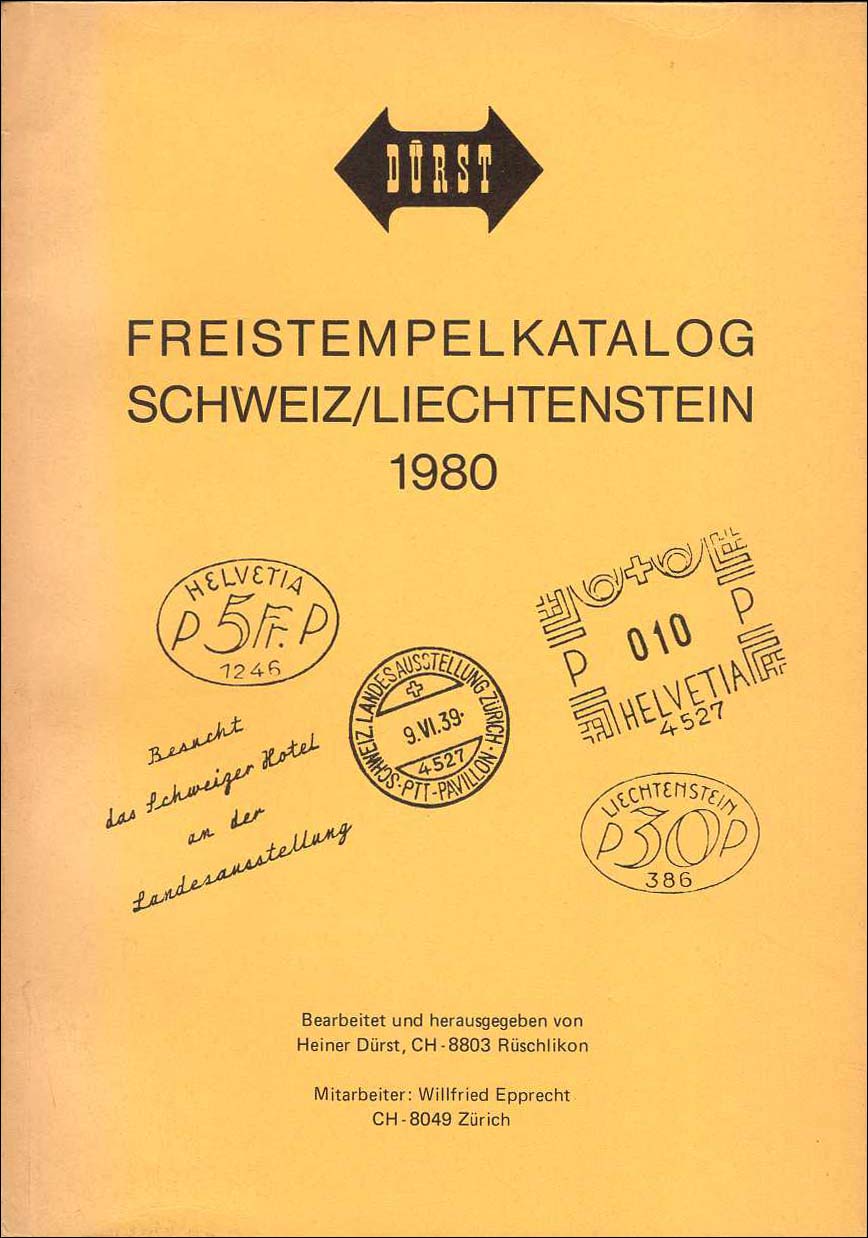 DÜRST
FREISTEMPELKATALOG
SCHWEIZ/LIECHTENSTEIN
1980
HELVETIA
P 5 Fr. P
1246
P 010 P
HELVETIA
4527
SCHWEIZ. LANDESAUSSTELLUNG ZÜRICH
9.VI.39.
4527
PTT-PAVILLON
Besucht
das Schweizer Hotel
an der
Landesausstellung
LIECHTENSTEIN
P 30 P
386
Bearbeitet und herausgegeben von
Heiner Dürst, CH-8803 Rüschlikon
Mitarbeiter: Willfried Epprecht
CH-8049 Zürich